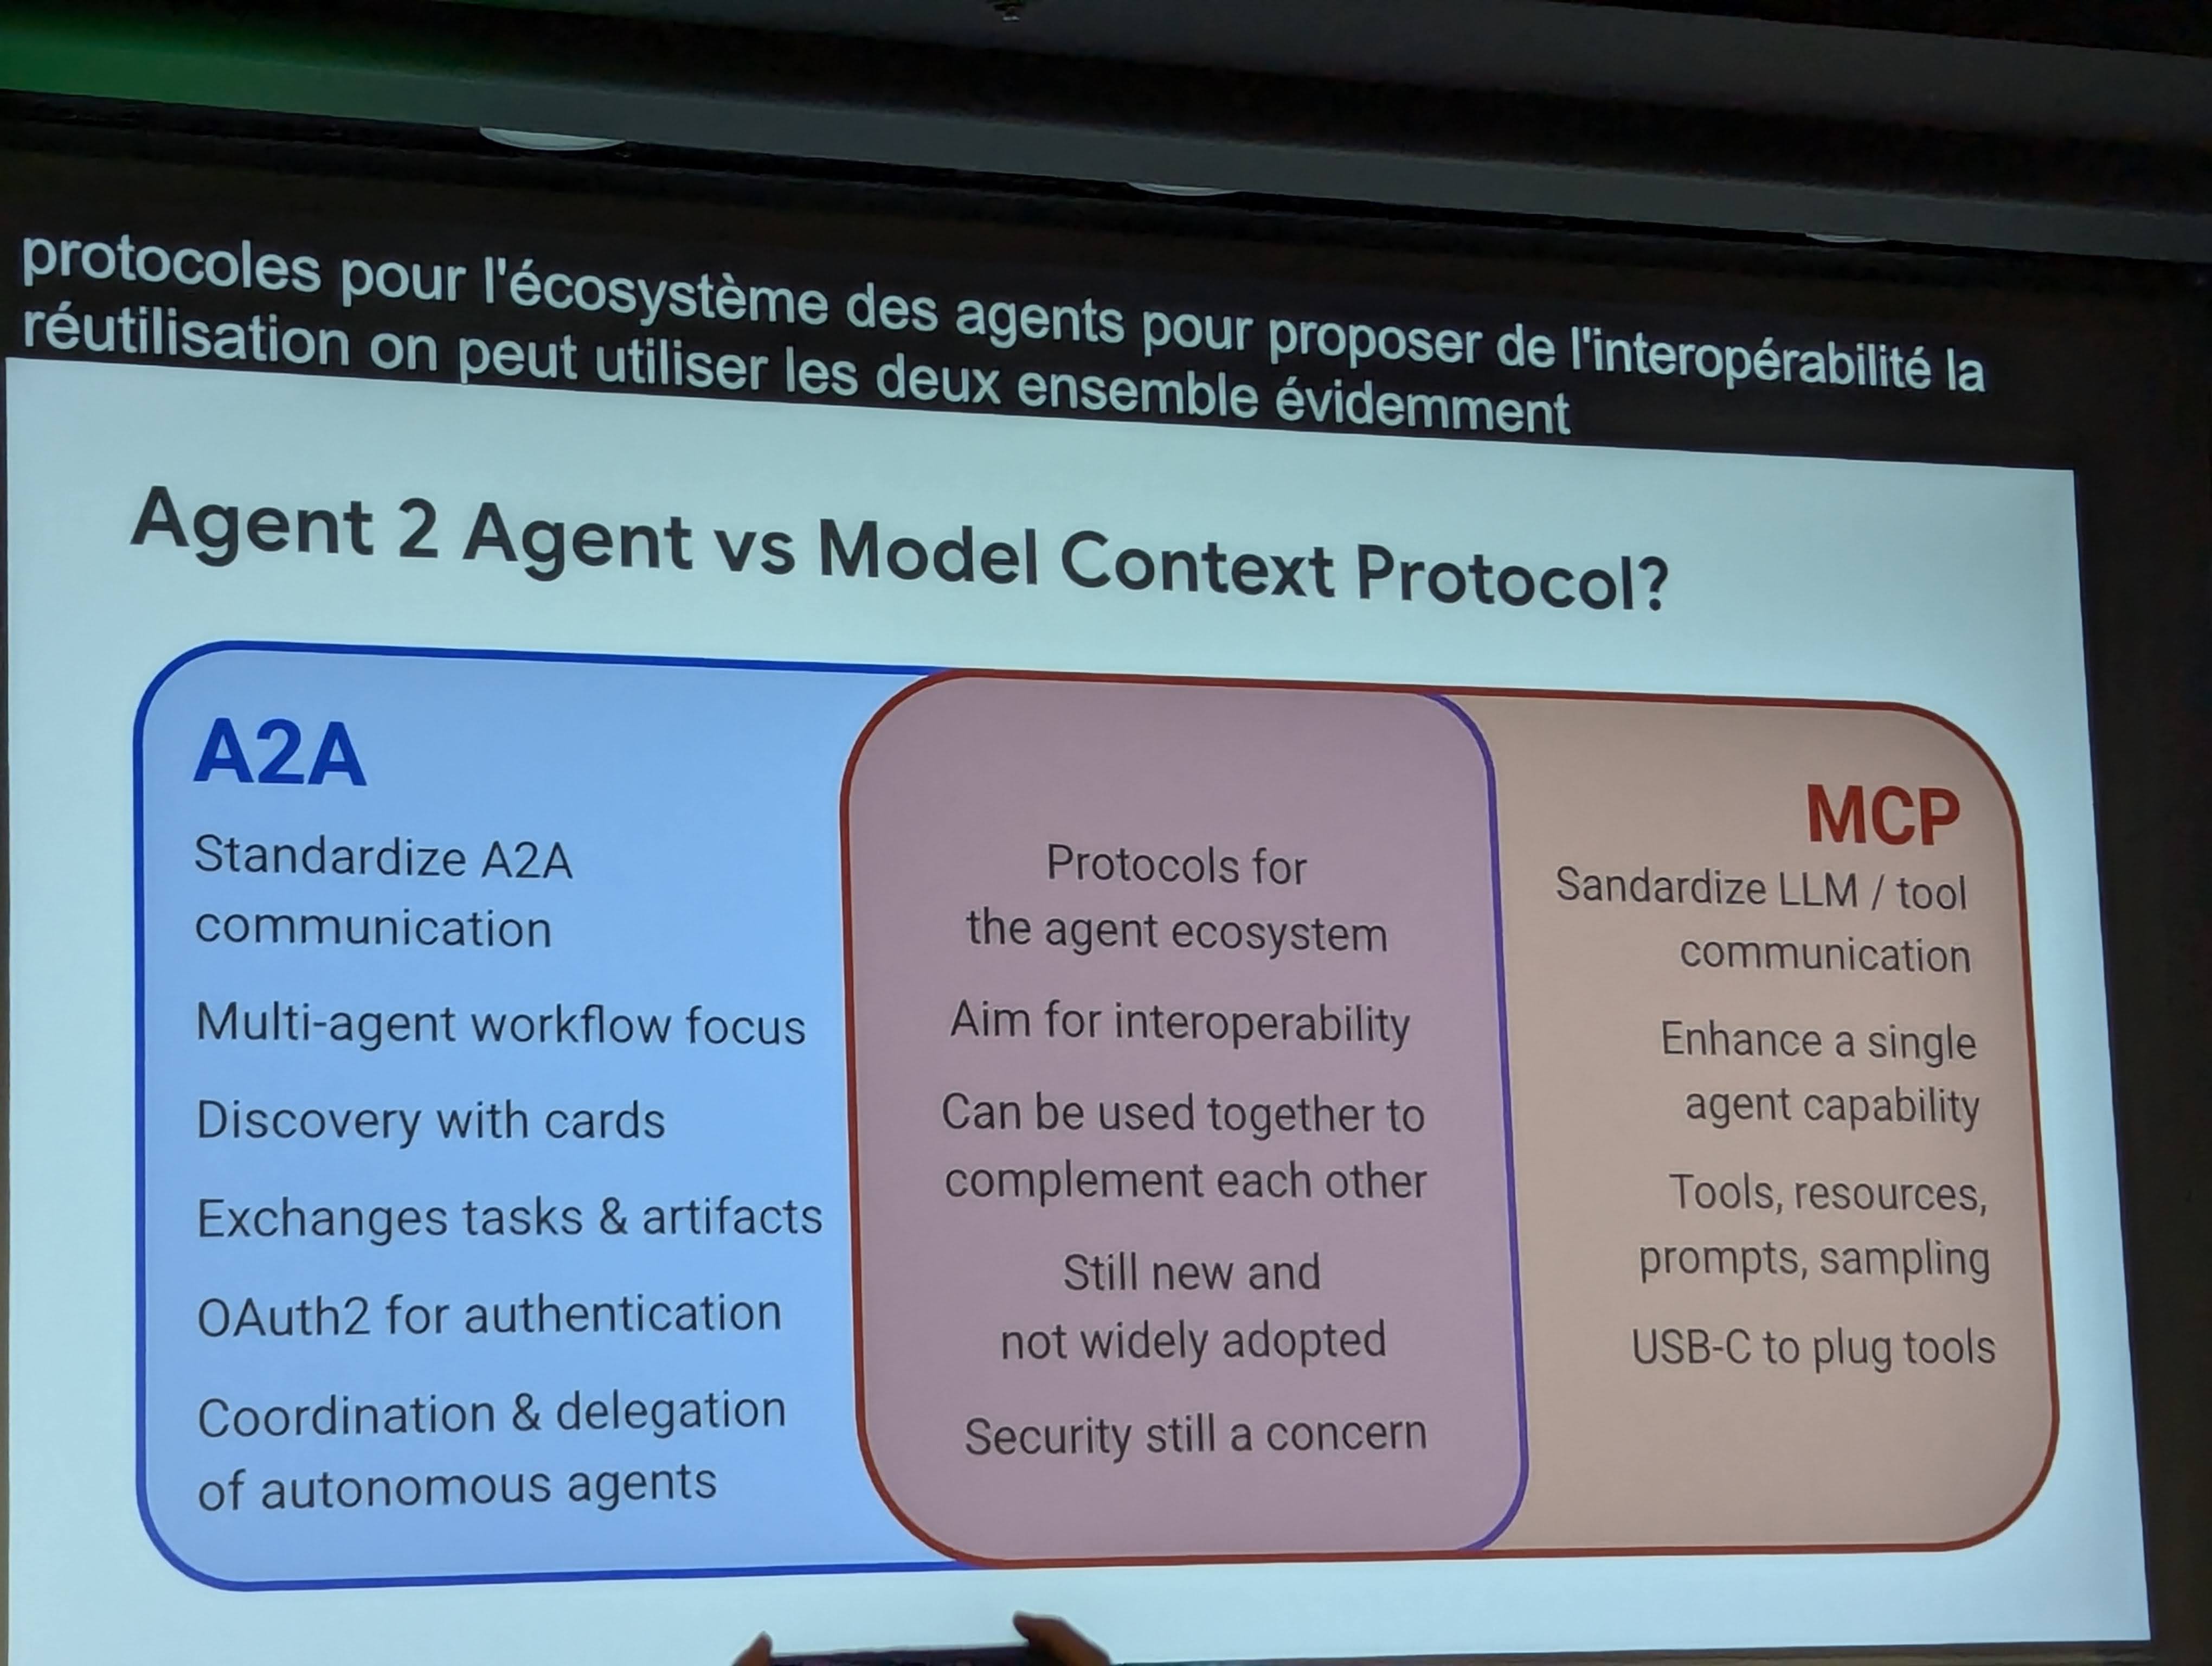 protocoles pour l'écosystème des agents pour proposer de l'interopérabilité la
réutilisation on peut utiliser les deux ensemble évidemment
Agent 2 Agent vs Model Context Protocol?
A2A
Standardize A2A
communication
Multi-agent workflow focus
Discovery with cards
Exchanges tasks & artifacts
OAuth2 for authentication
Coordination & delegation
of autonomous agents
Protocols for
the agent ecosystem
Aim for interoperability
Can be used together to
complement each other
Still new and
not widely adopted
Security still a concern
MCP
Sandardize LLM / tool
communication
Enhance a single
agent capability
Tools, resources,
prompts, sampling
USB-C to plug tools